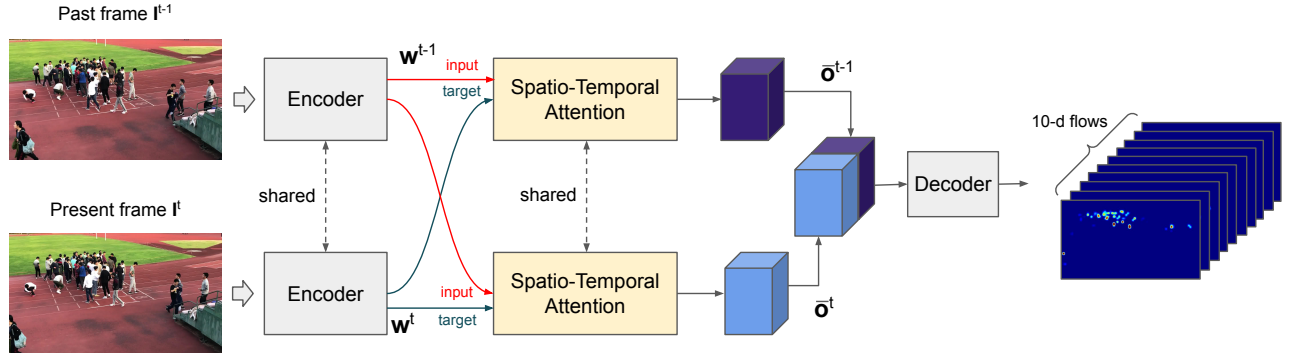 Past frame I^t-1
w^t-1
input
target
Encoder
Spatio-Temporal
Attention
o̅^t-1
10-d flows
shared
shared
Decoder
Present frame I^t
Encoder
input
target
w^t
Spatio-Temporal
Attention
o̅^t